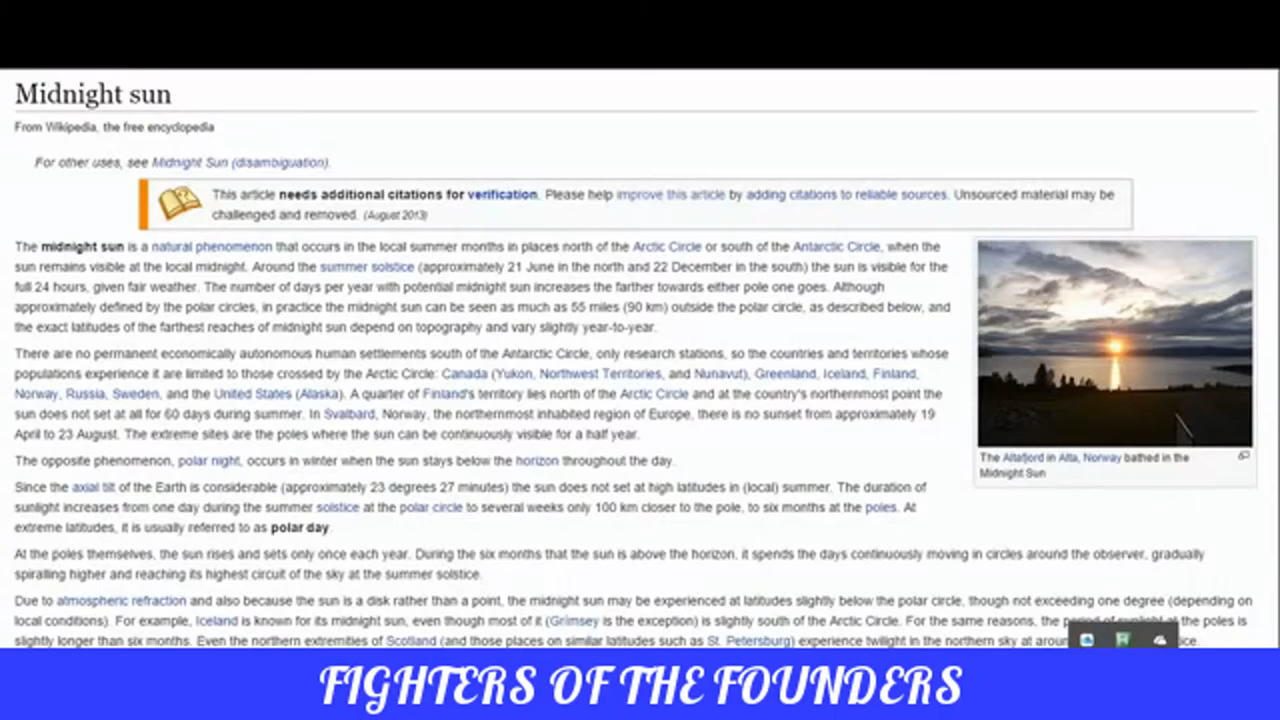 Midnight sun
From Wikipedia, the free encyclopedia
For other uses, see Midnight Sun (disambiguation).
This article needs additional citations for verification. Please help improve this article by adding citations to reliable sources. Unsourced material may be
challenged and removed. (August 2013)
The midnight sun is a natural phenomenon that occurs in the local summer months in places north of the Arctic Circle or south of the Antarctic Circle, when the
sun remains visible at the local midnight. Around the summer solstice (approximately 21 June in the north and 22 December in the south) the sun is visible for the
full 24 hours, given fair weather. The number of days per year with potential midnight sun increases the farther towards either pole one goes. Although
approximately defined by the polar circles, in practice the midnight sun can be seen as much as 55 miles (90 km) outside the polar circle, as described below, and
the exact latitudes of the farthest reaches of midnight sun depend on topography and vary slightly year-to-year.
There are no permanent economically autonomous human settlements south of the Antarctic Circle, only research stations, so the countries and territories whose
populations experience it are limited to those crossed by the Arctic Circle: Canada (Yukon, Northwest Territories, and Nunavut), Greenland, Iceland, Finland,
Norway, Russia, Sweden, and the United States (Alaska). A quarter of Finland's territory lies north of the Arctic Circle and at the country's northernmost point the
sun does not set at all for 60 days during summer. In Svalbard, Norway, the northernmost inhabited region of Europe, there is no sunset from approximately 19
April to 23 August. The extreme sites are the poles where the sun can be continuously visible for a half year.
The opposite phenomenon, polar night, occurs in winter when the sun stays below the horizon throughout the day.
Since the axial tilt of the Earth is considerable (approximately 23 degrees 27 minutes) the sun does not set at high latitudes in (local) summer. The duration of
sunlight increases from one day during the summer solstice at the polar circle to several weeks only 100 km closer to the pole, to six months at the poles. At
extreme latitudes, it is usually referred to as polar day.
The Altafjord in Alta, Norway bathed in the
Midnight Sun
At the poles themselves, the sun rises and sets only once each year. During the six months that the sun is above the horizon, it spends the days continuously moving in circles around the observer, gradually
spiralling higher and reaching its highest circuit of the sky at the summer solstice.
Due to atmospheric refraction and also because the sun is a disk rather than a point, the midnight sun may be experienced at latitudes slightly below the polar circle, though not exceeding one degree (depending on
local conditions). For example, Iceland is known for its midnight sun, even though most of it (Grímsey is the exception) is slightly south of the Arctic Circle. For the same reasons, the period of sunlight at the poles is
slightly longer than six months. Even the northern extremities of Scotland (and those places on similar latitudes such as St. Petersburg) experience twilight in the northern sky at
FIGHTERS OF THE FOUNDERS